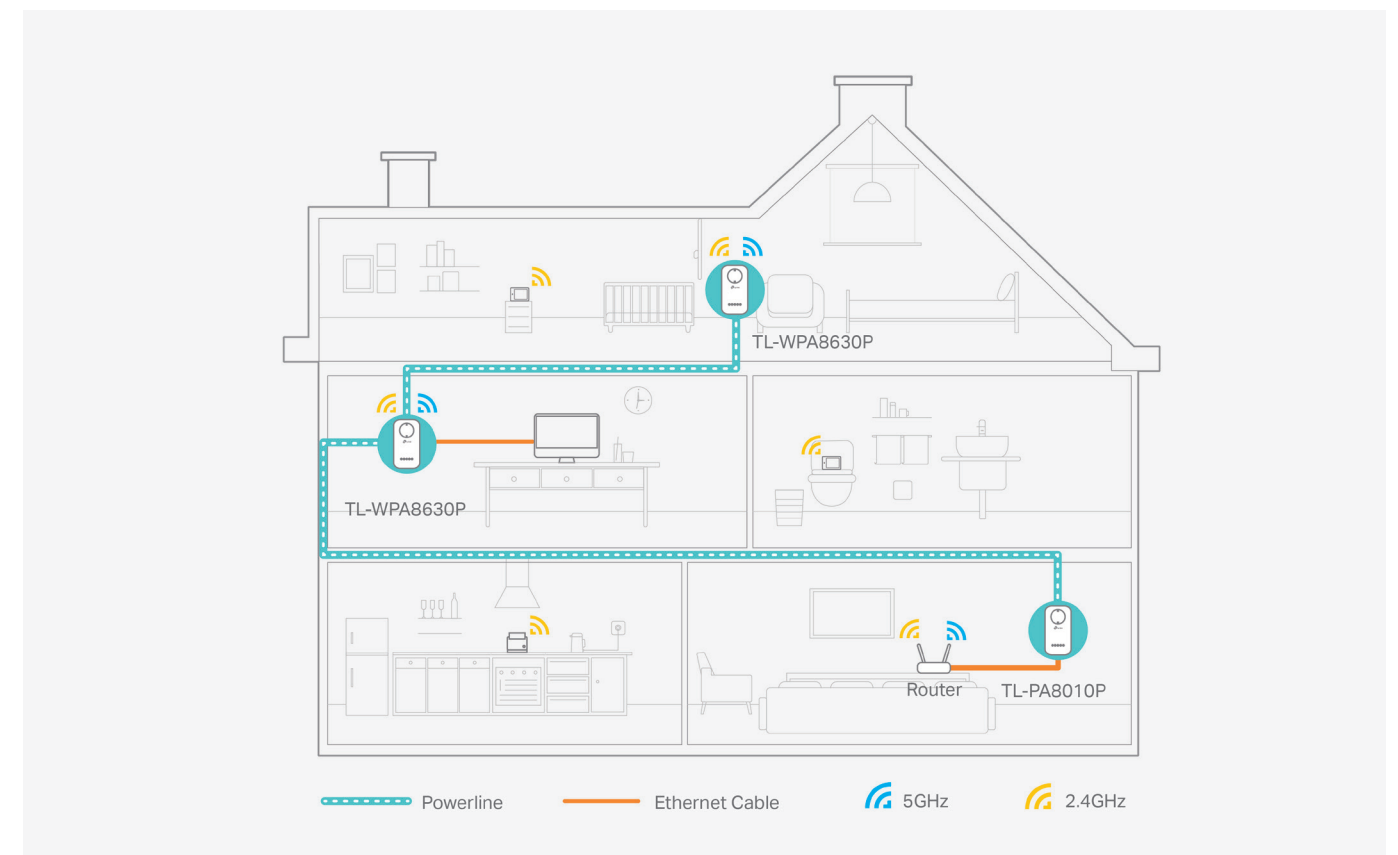 TL-WPA8630P
TL-WPA8630P
Router
TL-PA8010P
Powerline
Ethernet Cable
5GHz
2.4GHz